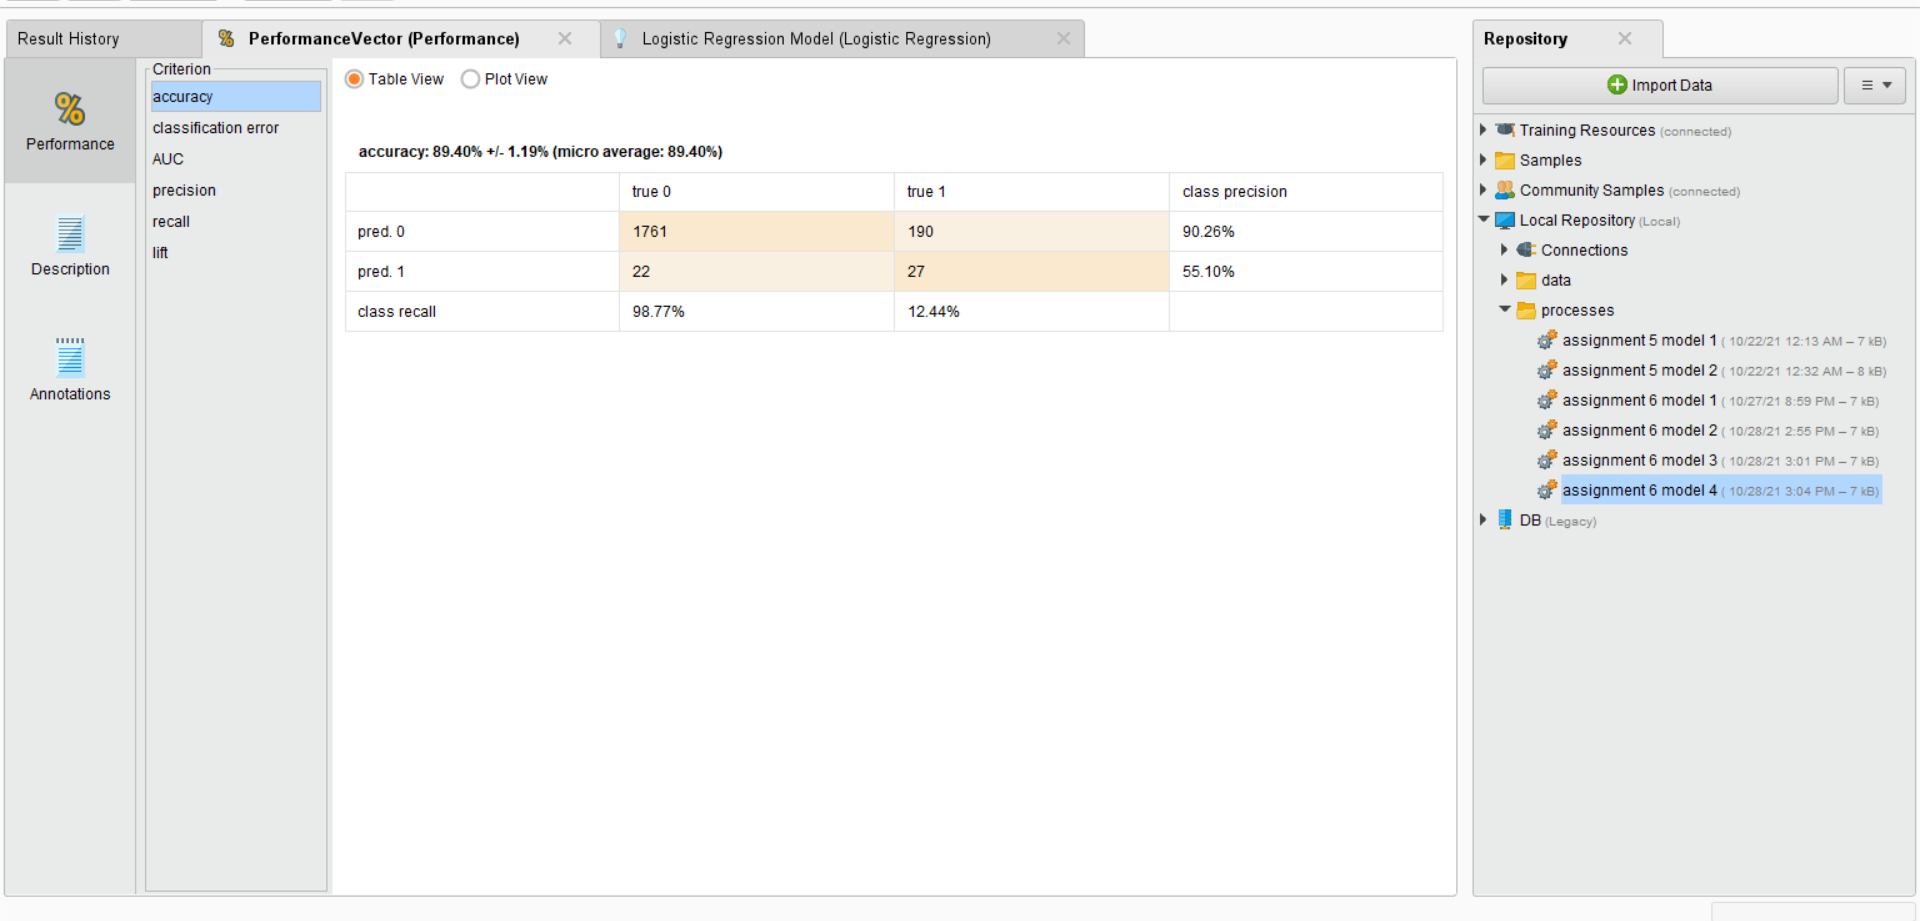 Result History
PerformanceVector (Performance)
Logistic Regression Model (Logistic Regression)
Repository
Performance
Description
Annotations
Criterion
accuracy
classification error
AUC
precision
recall
lift
Table View Plot View
accuracy: 89.40% +/- 1.19% (micro average: 89.40%)
true 0 true 1 class precision
pred. 0 1761 190 90.26%
pred. 1 22 27 55.10%
class recall 98.77% 12.44%
Import Data
Training Resources (connected)
Samples
Community Samples (connected)
Local Repository (Local)
Connections
data
processes
assignment 5 model 1 ( 10/22/21 12:13 AM – 7 kB)
assignment 5 model 2 ( 10/22/21 12:32 AM – 8 kB)
assignment 6 model 1 ( 10/27/21 8:59 PM – 7 kB)
assignment 6 model 2 ( 10/28/21 2:55 PM – 7 kB)
assignment 6 model 3 ( 10/28/21 3:01 PM – 7 kB)
assignment 6 model 4 ( 10/28/21 3:04 PM – 7 kB)
DB (Legacy)